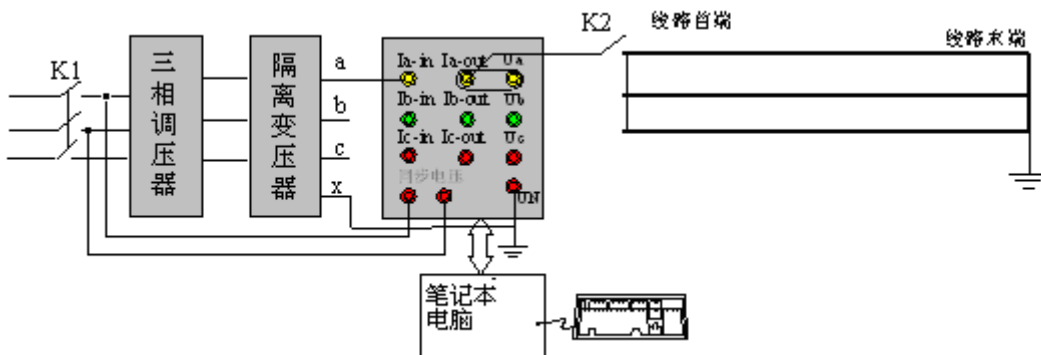 K1
三相调压器
隔离变压器
a
b
c
x
Ia-in Ia-out Ua
Ib-in Ib-out Ub
Ic-in Ic-out Uc
同步电压
UN
K2
线路首端
线路末端
笔记本
电脑